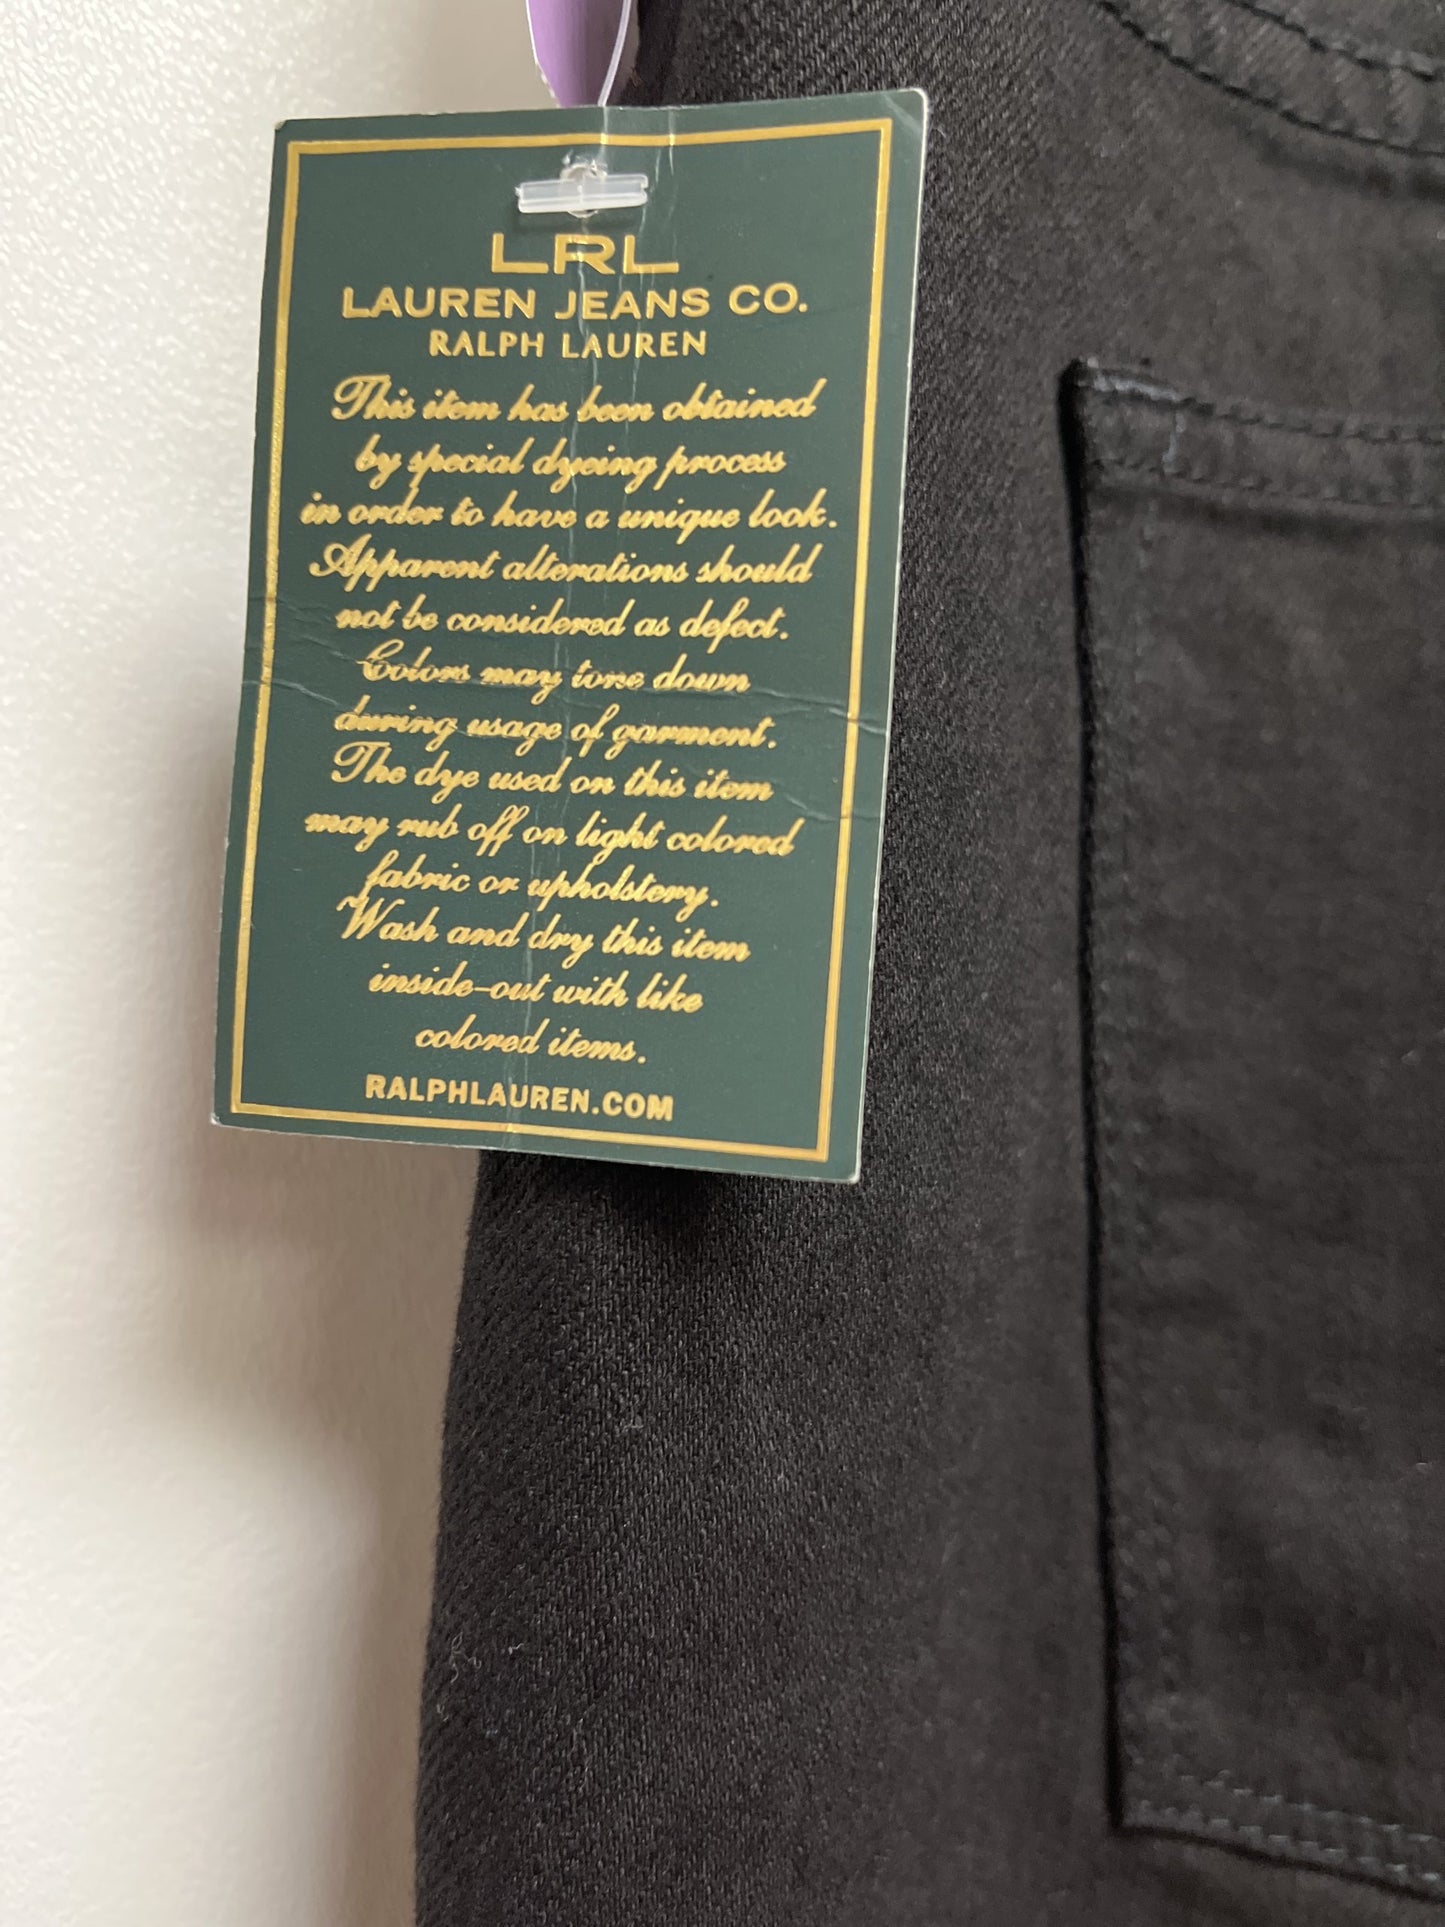 LRL
LAUREN JEANS CO.
RALPH LAUREN
This item has been obtained
by special dyeing process
in order to have a unique look.
Apparent alterations should
not be considered as defect.
Colors may tone down
during usage of garment.
The dye used on this item
may rub off on light colored
fabric or upholstery.
Wash and dry this item
inside-out with like
colored items.
RALPHLAUREN.COM